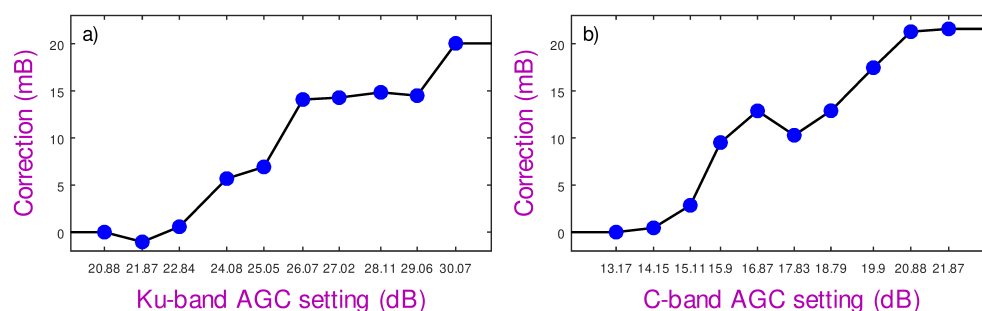 a)
Correction (mB)
20
15
10
5
0
20.88 21.87 22.84 24.08 25.05 26.07 27.02 28.11 29.06 30.07
Ku-band AGC setting (dB)
b)
Correction (mB)
20
15
10
5
0
13.17 14.15 15.11 15.9 16.87 17.83 18.79 19.9 20.88 21.87
C-band AGC setting (dB)